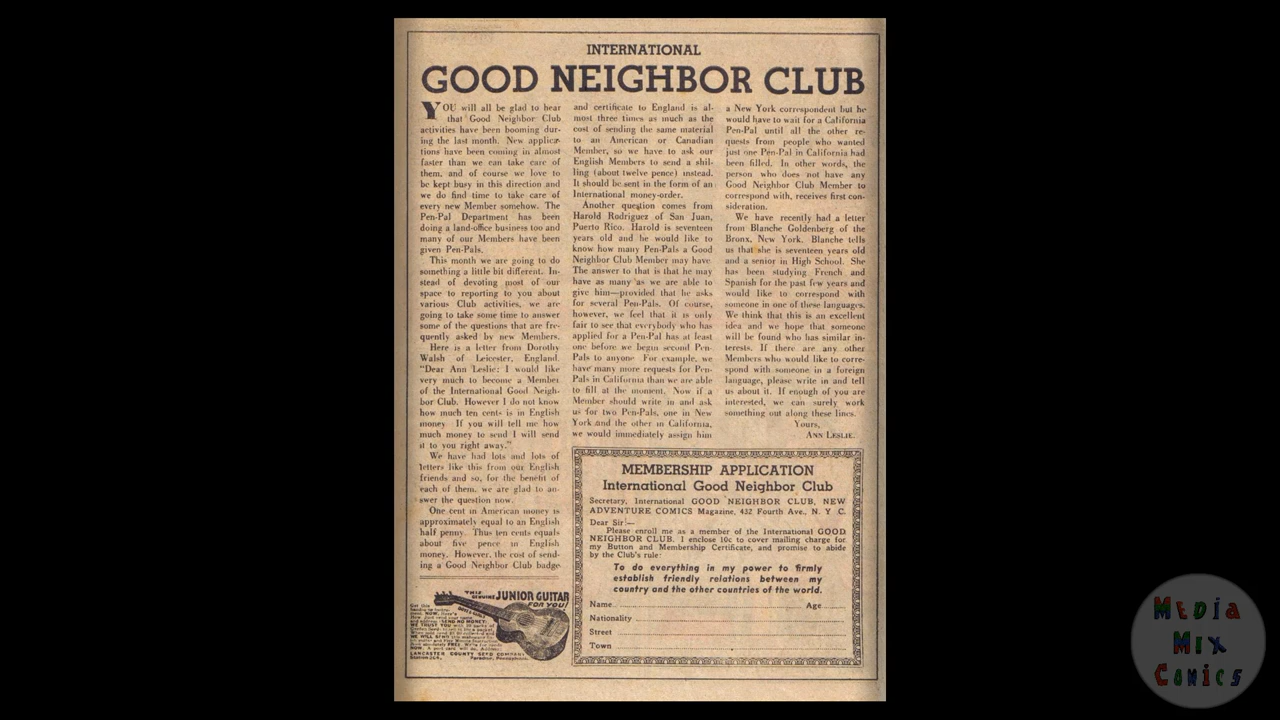 INTERNATIONAL
GOOD NEIGHBOR CLUB
YOU will all be glad to hear
that Good Neighbor Club
activities have been booming dur-
ing the last month. New applica-
tions have been coming in almost
faster than we can take care of
them, and of course we love to
be kept busy in this direction and
we do find time to take care of
every new Member somehow. The
Pen-Pal Department has been
doing a land-office business too and
many of our Members have been
given Pen-Pals.
This month we are going to do
something a little bit different. In-
stead of devoting most of our
space to reporting to you about
various Club activities, we are
going to take some time to answer
some of the questions that are fre-
quently asked by new Members.
Here is a letter from Dorothy
Walsh of Leicester, England.
"Dear Ann Leslie: I would like
very much to become a Member
of the International Good Neigh-
bor Club. However I do not know
how much ten cents is in English
money. If you will tell me how
much money to send I will send
it to you right away."
We have had lots and lots of
letters like this from our English
friends and so, for the benefit of
each of them, we are glad to an-
swer the question now.
One cent in American money is
approximately equal to an English
half penny. Thus ten cents equals
about five pence in English
money. However, the cost of send-
ing a Good Neighbor Club badge
and certificate to England is al-
most three times as much as the
cost of sending the same material
to an American or Canadian
Member, so we have to ask our
English Members to send a shil-
ling (about twelve pence) instead.
It should be sent in the form of an
International money-order.
Another question comes from
Harold Rodriguez of San Juan,
Puerto Rico. Harold is seventeen
years old and he would like to
know how many Pen-Pals a Good
Neighbor Club Member may have.
The answer to that is that he may
have as many as we are able to
give him—provided that he asks
for several Pen-Pals. Of course,
however, we feel that it is only
fair to see that everybody who has
applied for a Pen-Pal has at least
one before we begin second Pen-
Pals to anyone. For example, we
have many more requests for Pen-
Pals in California than we are able
to fill at the moment. Now if a
Member should write in and ask
us for two Pen-Pals, one in New
York and the other in California,
we would immediately assign him
a New York correspondent but he
would have to wait for a California
Pen-Pal until all the other re-
quests from people who wanted
just one Pen-Pal in California had
been filled. In other words, the
person who does not have any
Good Neighbor Club Member to
correspond with, receives first con-
sideration.
We have recently had a letter
from Blanche Goldenberg of the
Bronx, New York. Blanche tells
us that she is seventeen years old
and a senior in High School. She
has been studying French and
Spanish for the past few years and
would like to correspond with
someone in one of these languages.
We think that this is an excellent
idea and we hope that someone
will be found who has similar in-
terests. If there are any other
Members who would like to corre-
spond with someone in a foreign
language, please write in and tell
us about it. If enough of you are
interested, we can surely work
something out along these lines.
Yours,
ANN LESLIE.
THIS GENUINE JUNIOR GUITAR
FOR YOU!
SEND NO MONEY!
LANCASTER COUNTY SEED COMPANY
Paradise, Pennsylvania.
MEMBERSHIP APPLICATION
International Good Neighbor Club
Secretary, International GOOD NEIGHBOR CLUB, NEW
ADVENTURE COMICS Magazine, 432 Fourth Ave., N. Y C.
Dear Sir:—
Please enroll me as a member of the International GOOD
NEIGHBOR CLUB. I enclose 10c to cover mailing charge for
my Button and Membership Certificate, and promise to abide
by the Club's rule:
To do everything in my power to firmly
establish friendly relations between my
country and the other countries of the world.
Name Age
Nationality
Street
Town
MEDiA
Mix
CoMics